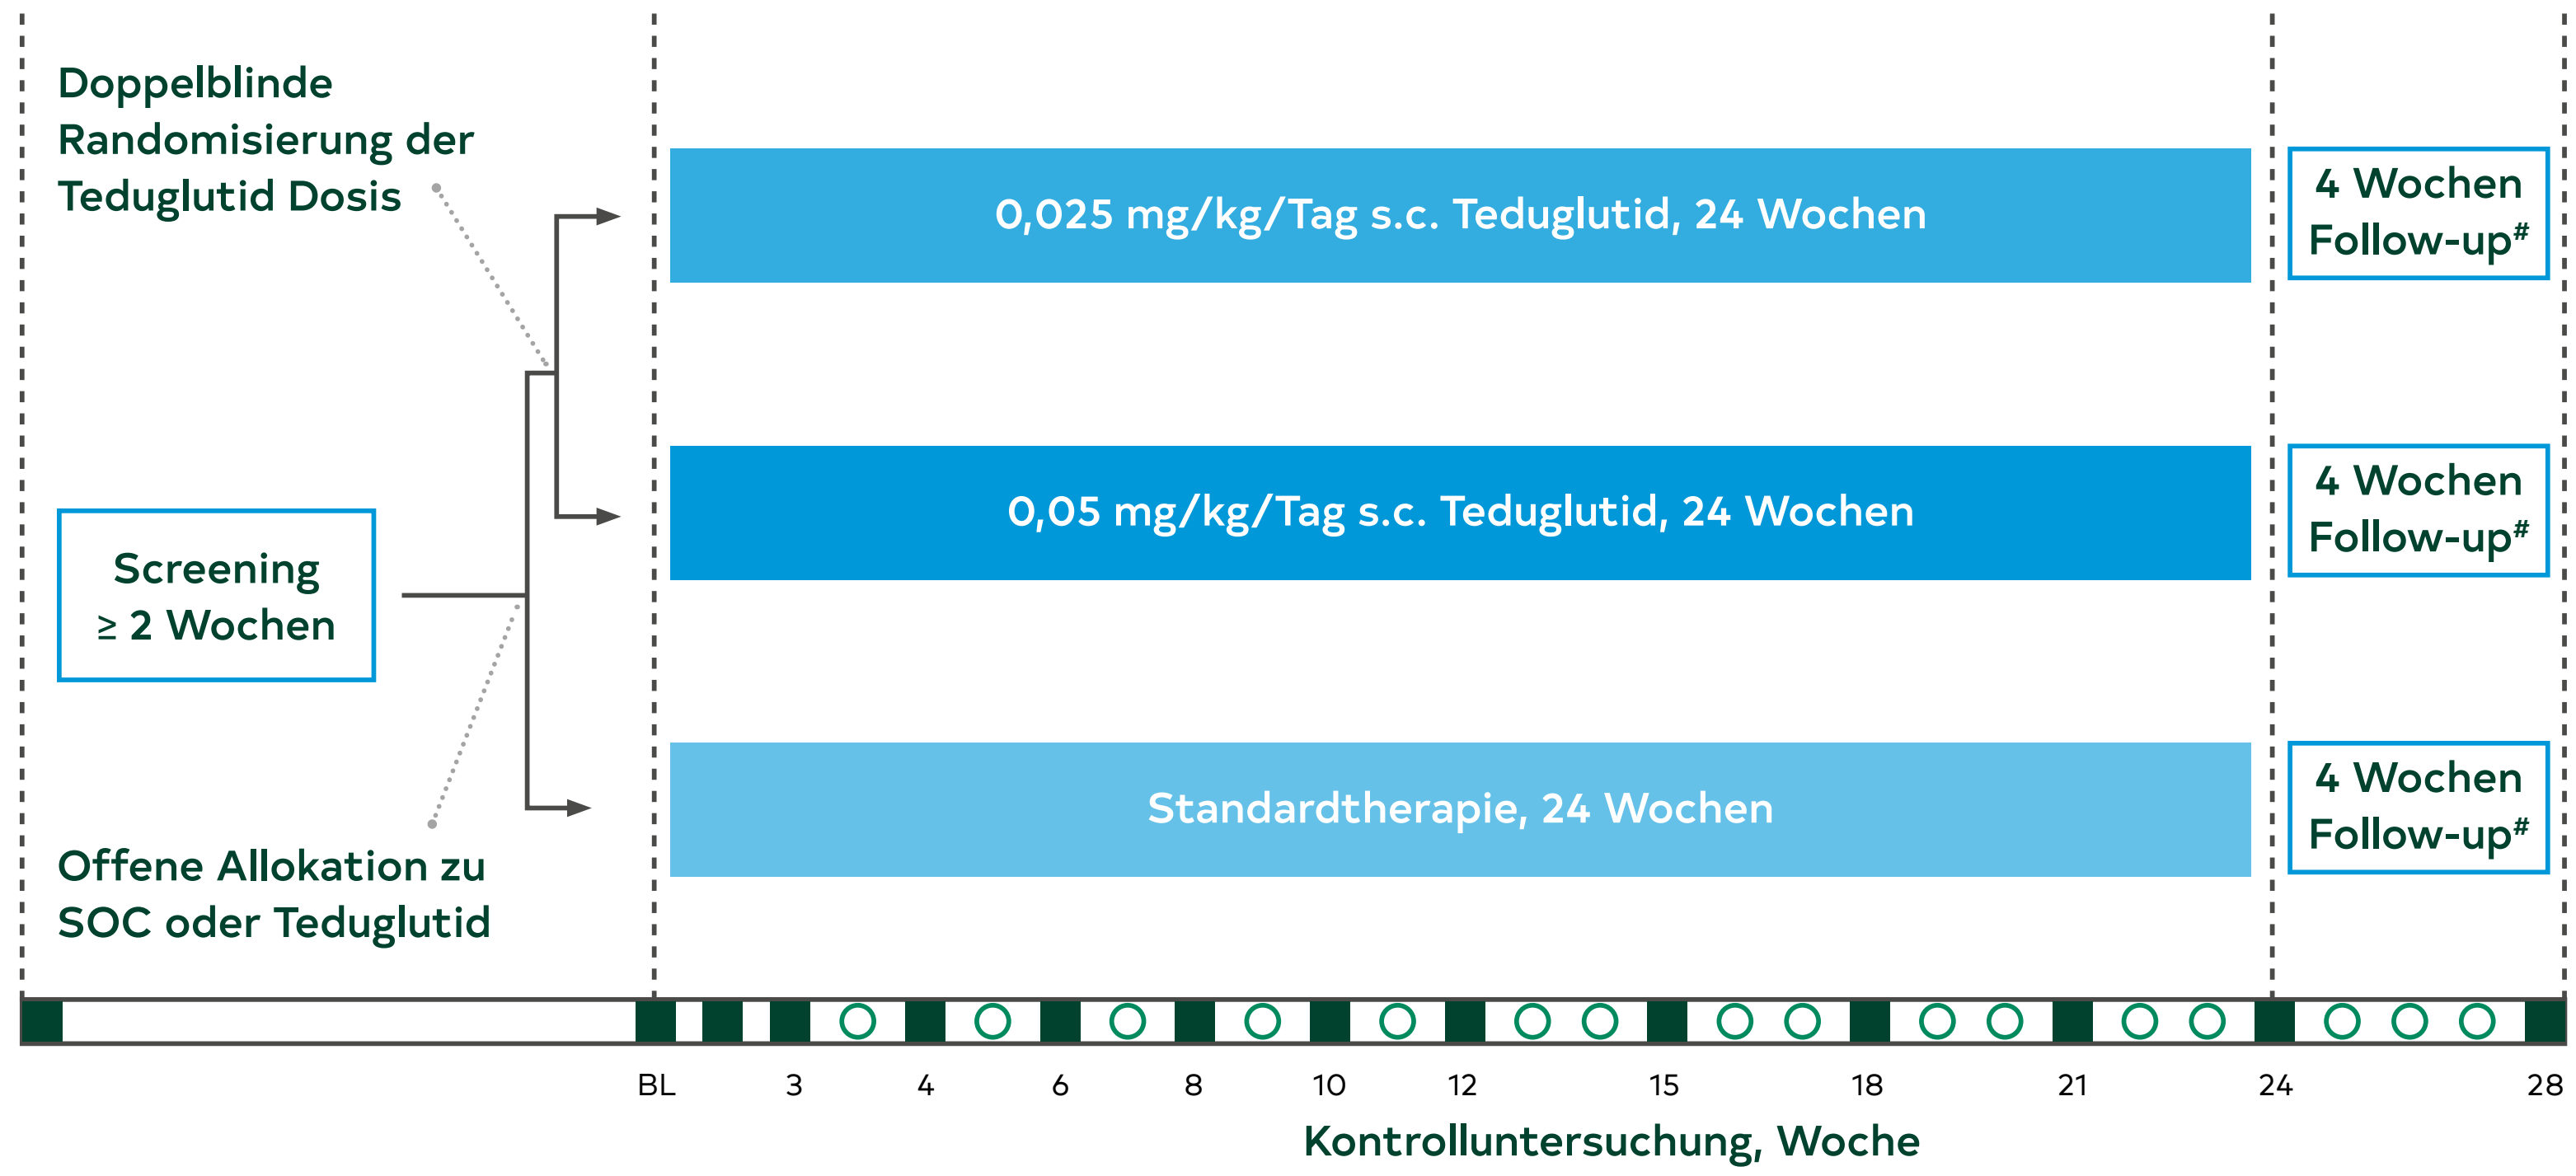 Doppelblinde
Randomisierung der
Teduglutid Dosis
0,025 mg/kg/Tag s.c. Teduglutid, 24 Wochen
4 Wochen
Follow-up#
0,05 mg/kg/Tag s.c. Teduglutid, 24 Wochen
4 Wochen
Follow-up#
Screening
≥ 2 Wochen
Standardtherapie, 24 Wochen
4 Wochen
Follow-up#
Offene Allokation zu
SOC oder Teduglutid
BL 3 4 6 8 10 12 15 18 21 24 28
Kontrolluntersuchung, Woche